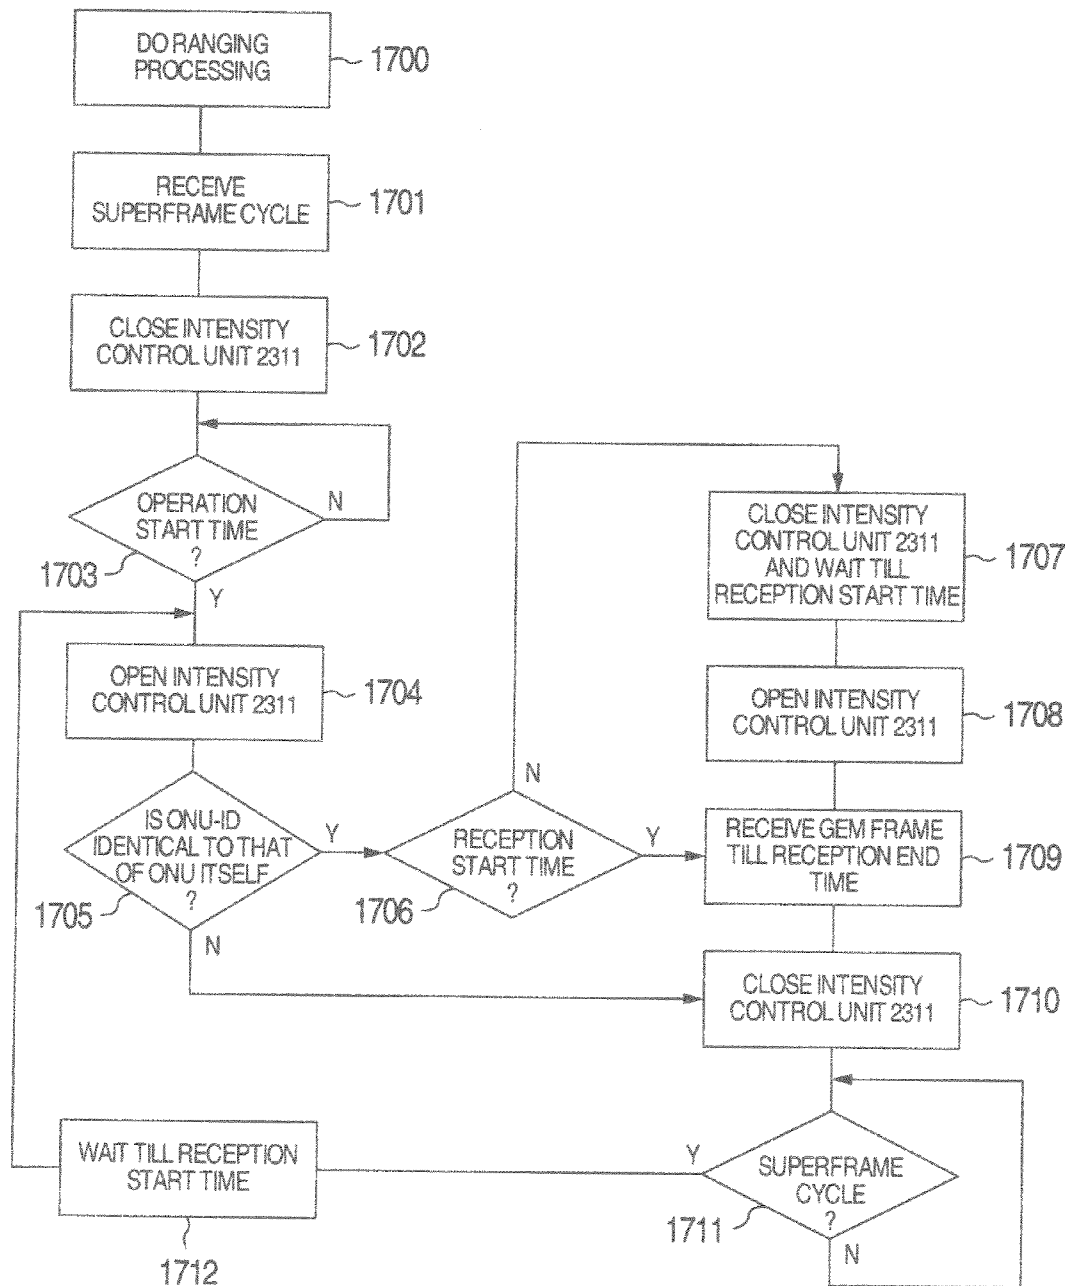 DO RANGING
PROCESSING
1700
RECEIVE
SUPERFRAME CYCLE
1701
CLOSE INTENSITY
CONTROL UNIT 2311
1702
OPERATION
START TIME
?
N
1703
Y
OPEN INTENSITY
CONTROL UNIT 2311
1704
IS ONU-ID
IDENTICAL TO THAT
OF ONU ITSELF
?
Y
1705
N
RECEPTION
START TIME
?
N
Y
1706
CLOSE INTENSITY
CONTROL UNIT 2311
AND WAIT TILL
RECEPTION START TIME
1707
OPEN INTENSITY
CONTROL UNIT 2311
1708
RECEIVE GEM FRAME
TILL RECEPTION END
TIME
1709
CLOSE INTENSITY
CONTROL UNIT 2311
1710
SUPERFRAME
CYCLE
?
Y
1711
N
WAIT TILL RECEPTION
START TIME
1712